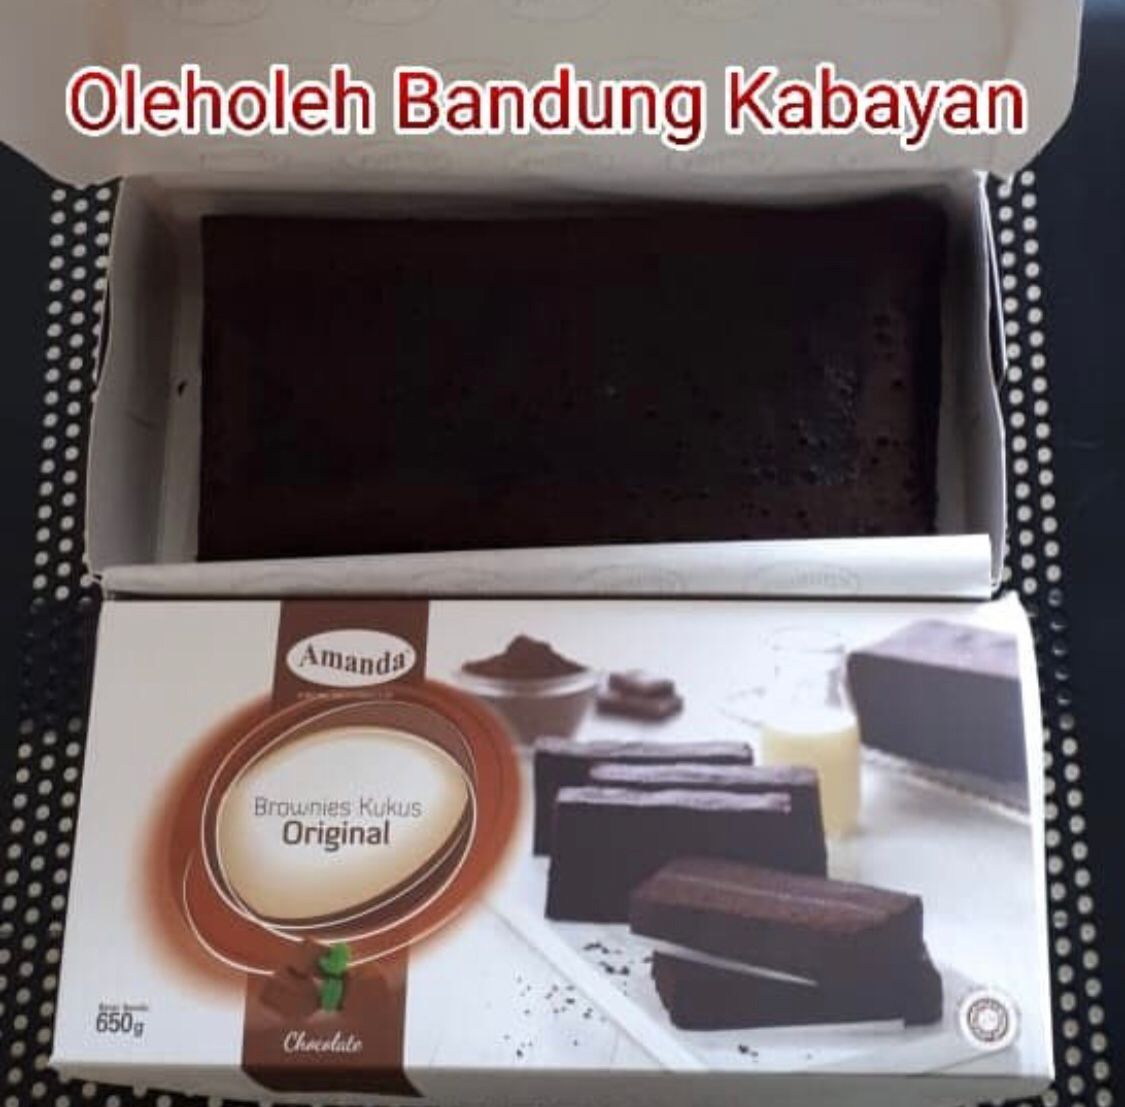 Oleholeh Bandung Kabayan
Amanda
Brownies Kukus
Original
650g
Chocolate